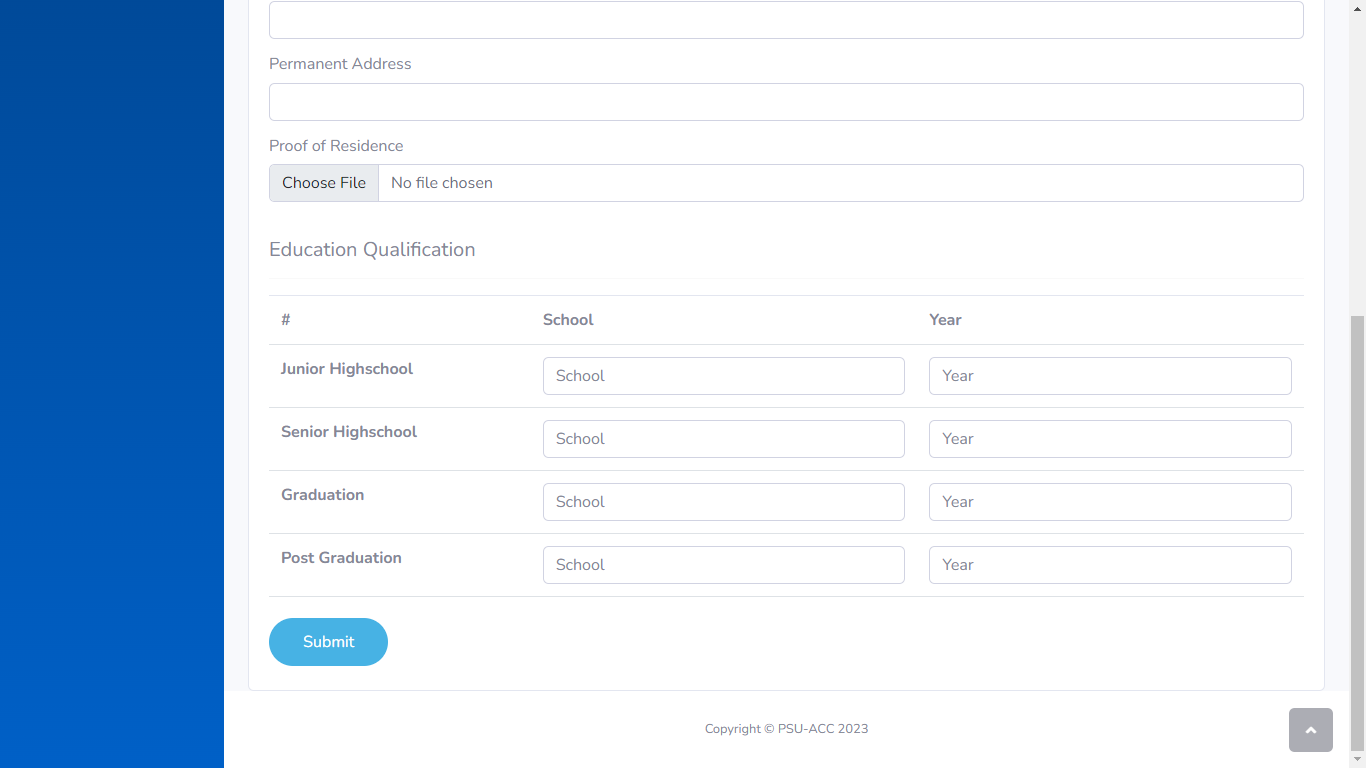 Permanent Address
Proof of Residence
Choose File No file chosen
Education Qualification
# School Year
Junior Highschool School Year
Senior Highschool School Year
Graduation School Year
Post Graduation School Year
Submit
Copyright © PSU-ACC 2023